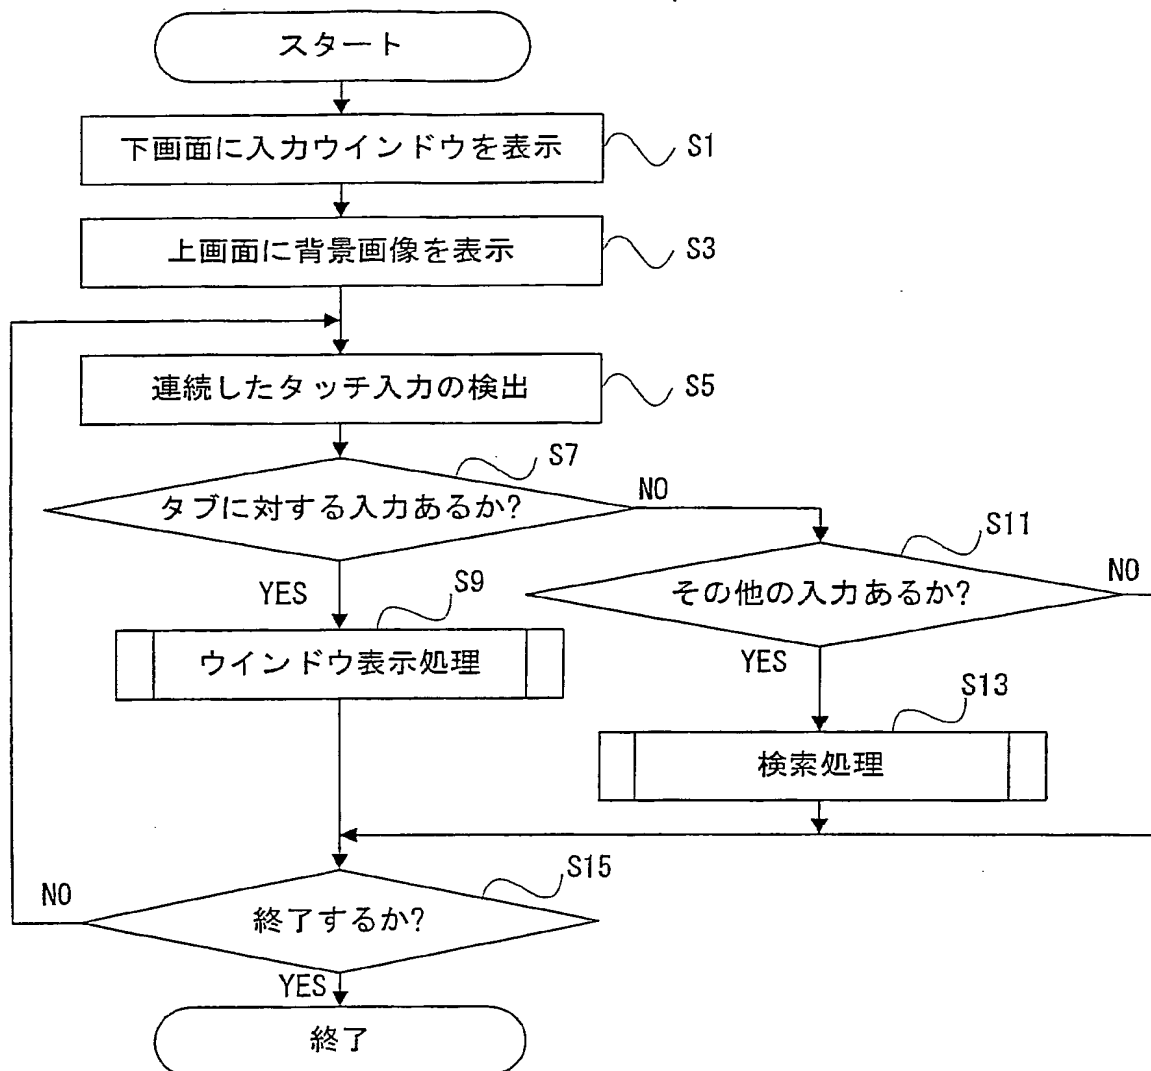 スタート
下画面に入力ウインドウを表示
S1
上画面に背景画像を表示
S3
連続したタッチ入力の検出
S5
S7
タブに対する入力あるか?
NO
S11
その他の入力あるか?
NO
YES
S9
ウインドウ表示処理
YES
S13
検索処理
S15
NO
終了するか?
YES
終了